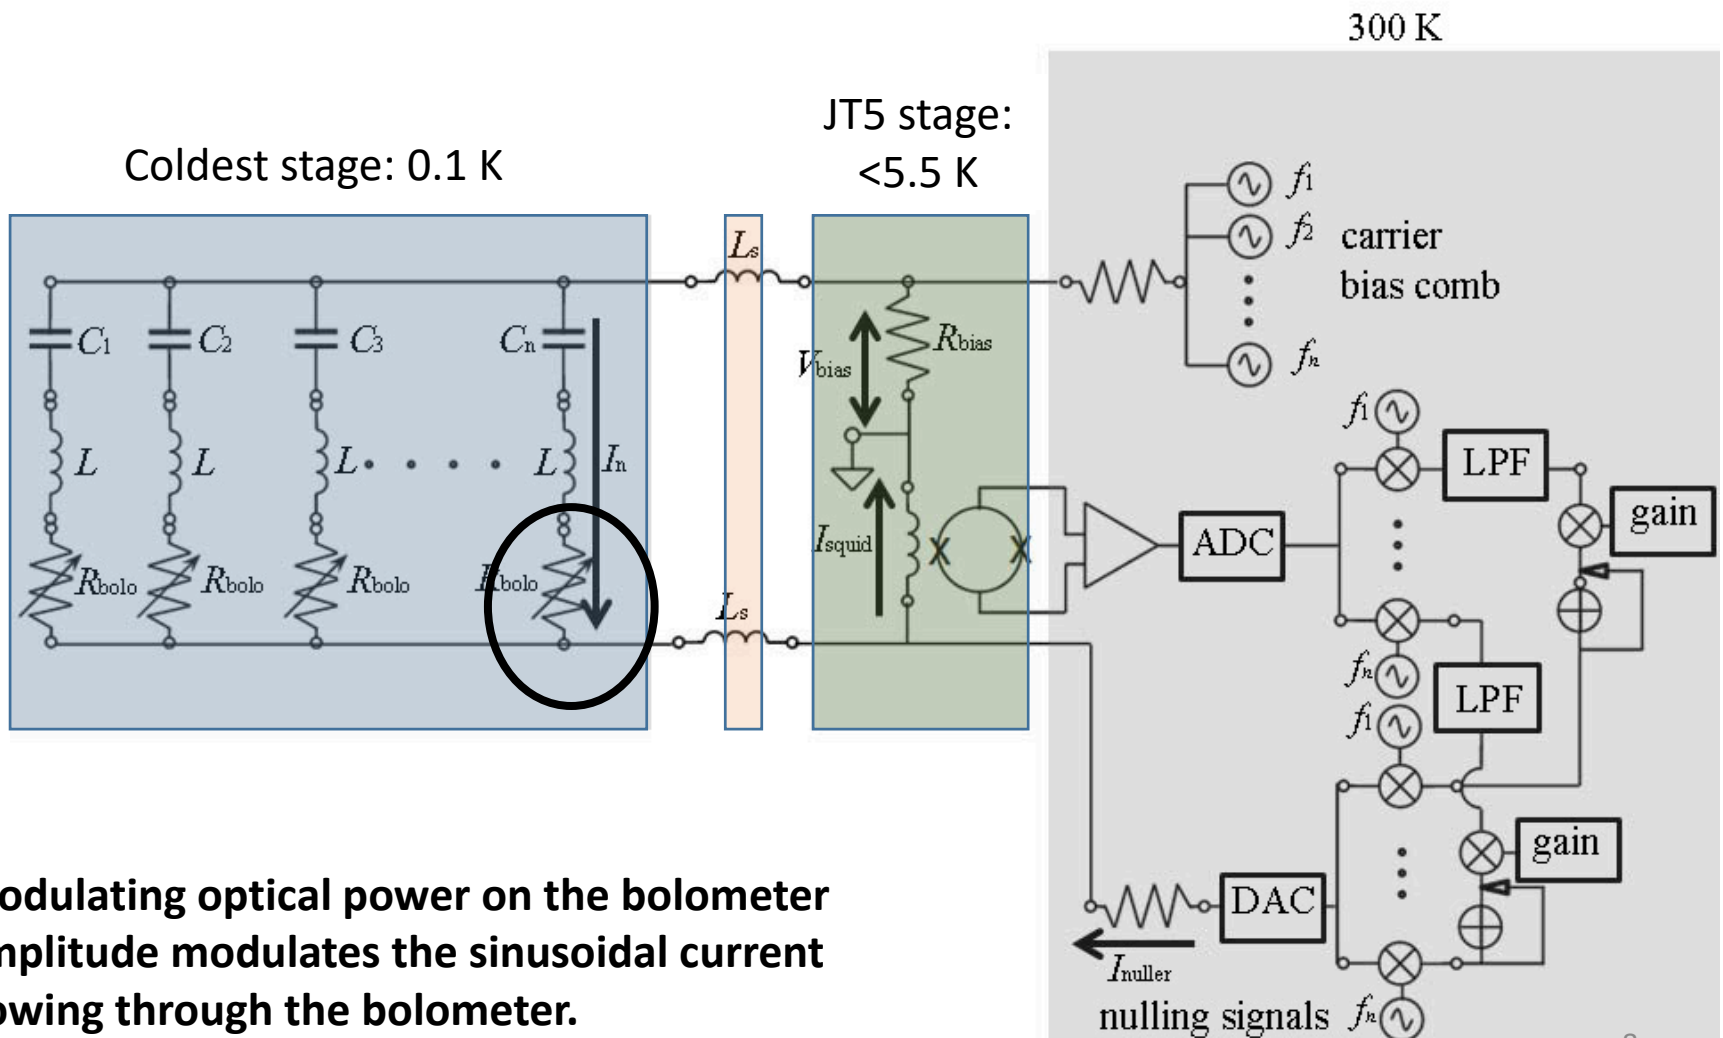 300 K
JT5 stage:
<5.5 K
Coldest stage: 0.1 K
f1
f2
carrier
bias comb
fn
Ls
C1
C2
C3
Cn
Vbias
Rbias
L
L
L
L
In
Isquid
Rbolo
Rbolo
Rbolo
Rbolo
Ls
X
X
ADC
f1
LPF
gain
fn
LPF
f1
gain
DAC
Inuller
nulling signals
fn
odulating optical power on the bolometer
mplitude modulates the sinusoidal current
owing through the bolometer.